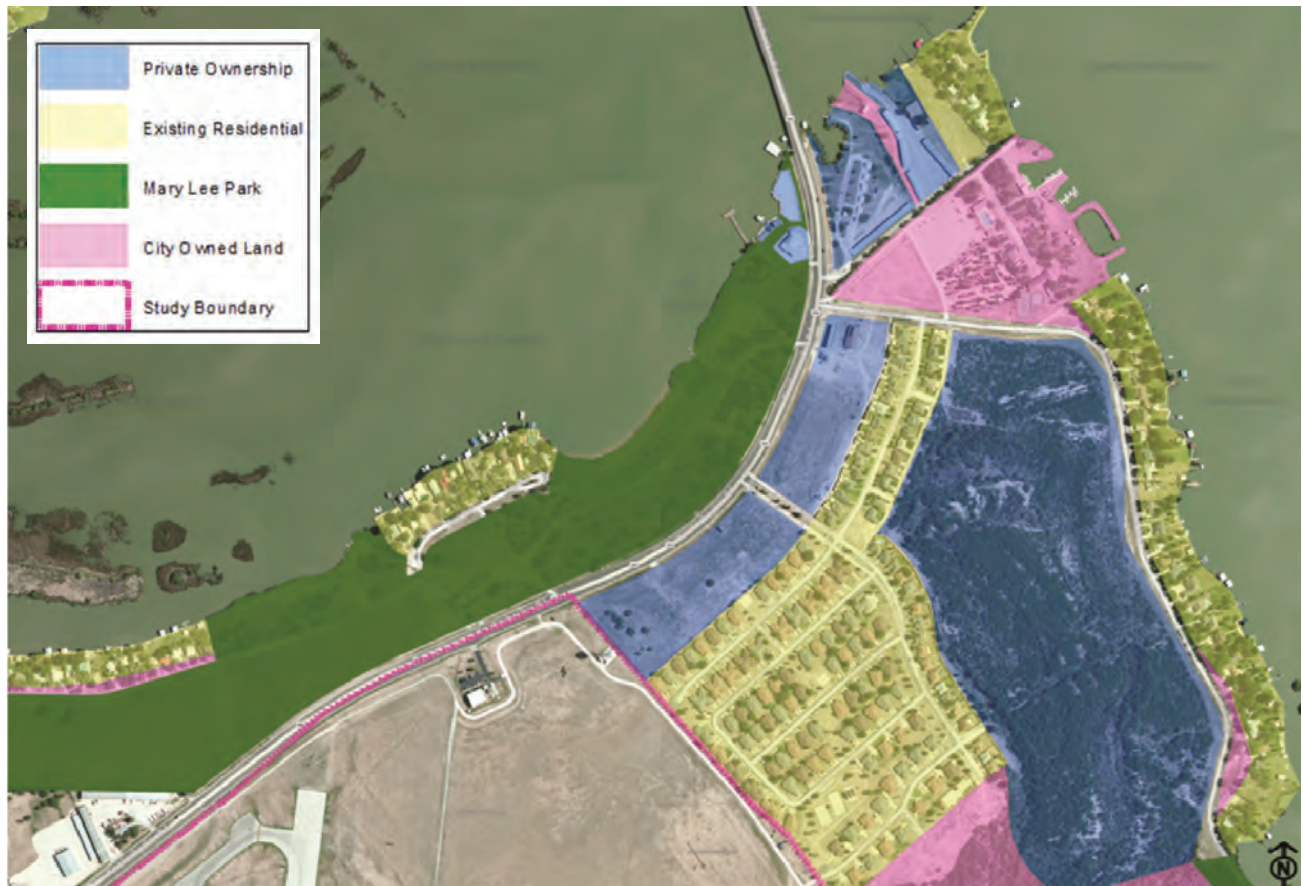 Private Ownership
Existing Residential
Mary Lee Park
City Owned Land
Study Boundary
N